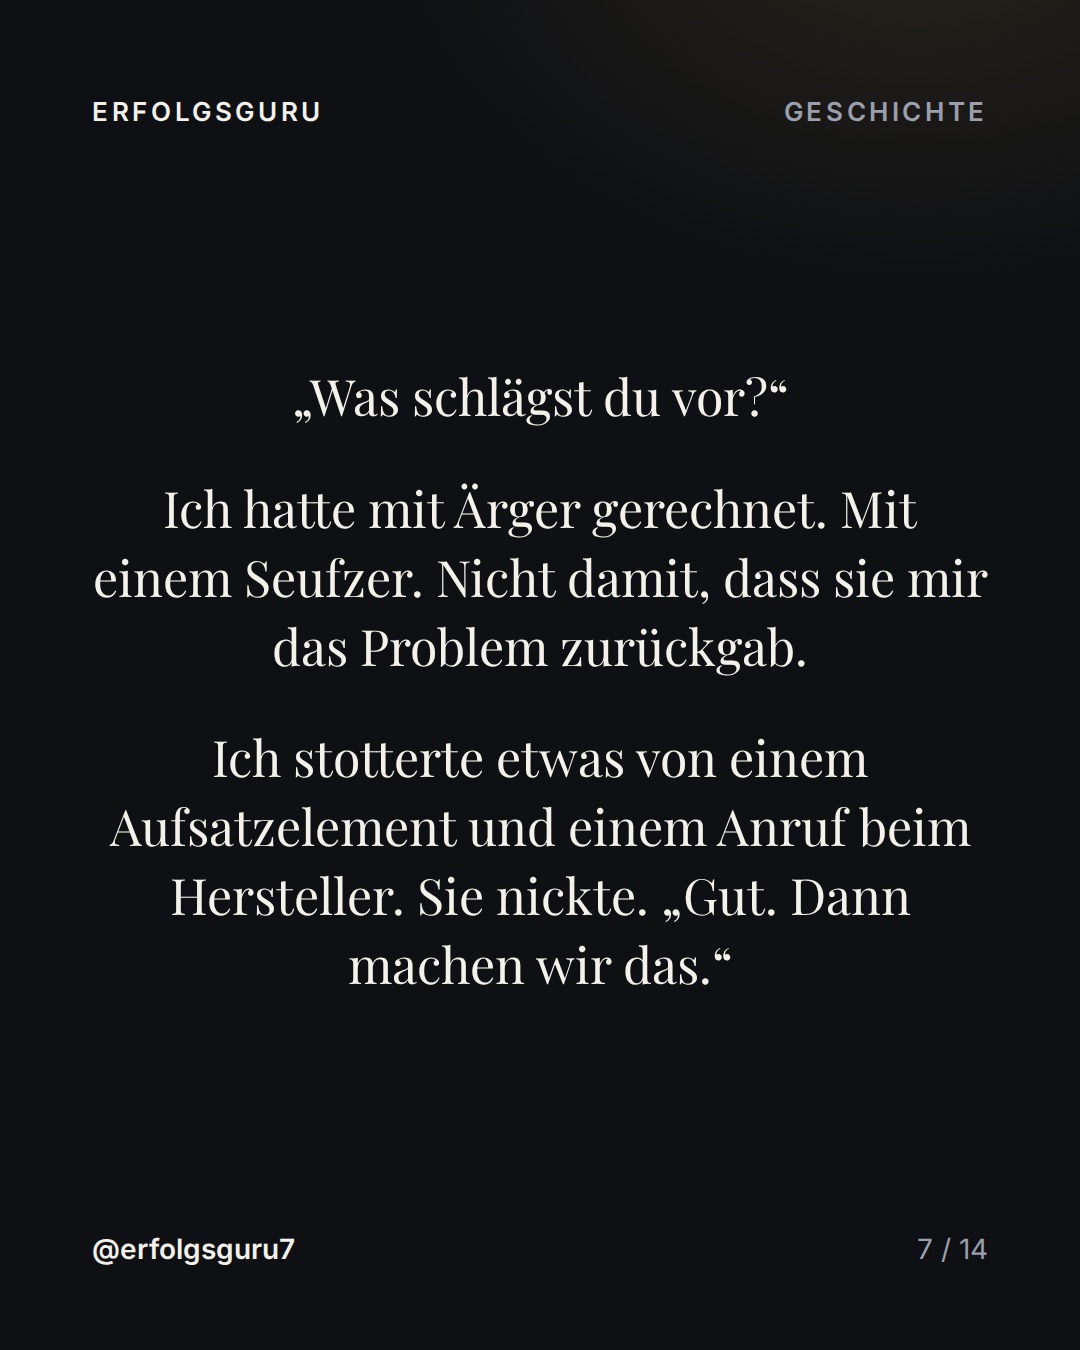 ERFOLGSGURU
GESCHICHTE
„Was schlägst du vor?“
Ich hatte mit Ärger gerechnet. Mit
einem Seufzer. Nicht damit, dass sie mir
das Problem zurückgab.
Ich stotterte etwas von einem
Aufsatzelement und einem Anruf beim
Hersteller. Sie nickte. „Gut. Dann
machen wir das.“
@erfolgsguru7
7 / 14